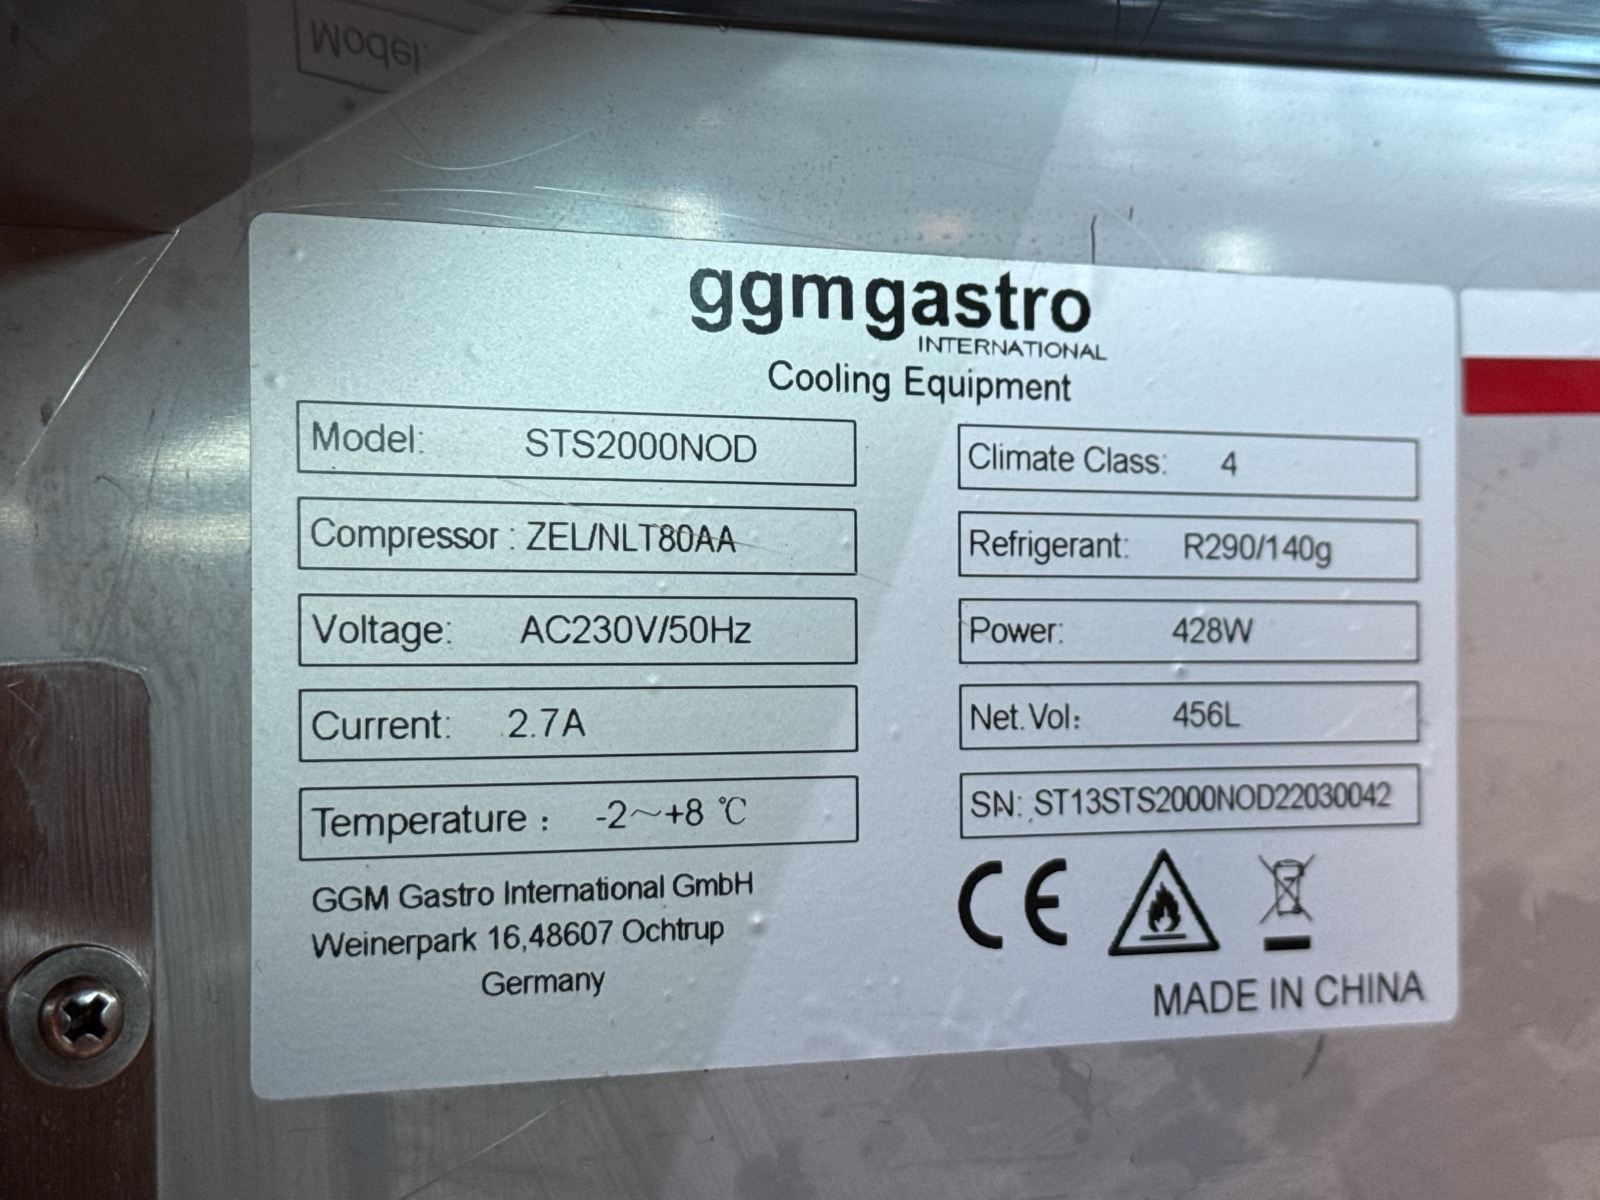 Model:
ggmgastro
INTERNATIONAL
Cooling Equipment
Model: STS2000NOD
Compressor : ZEL/NLT80AA
Voltage: AC230V/50Hz
Current: 2.7A
Temperature : -2～+8 ℃
GGM Gastro International GmbH
Weinerpark 16,48607 Ochtrup
Germany
Climate Class: 4
Refrigerant: R290/140g
Power: 428W
Net.Vol: 456L
SN: ST13STS2000NOD22030042
CE
MADE IN CHINA